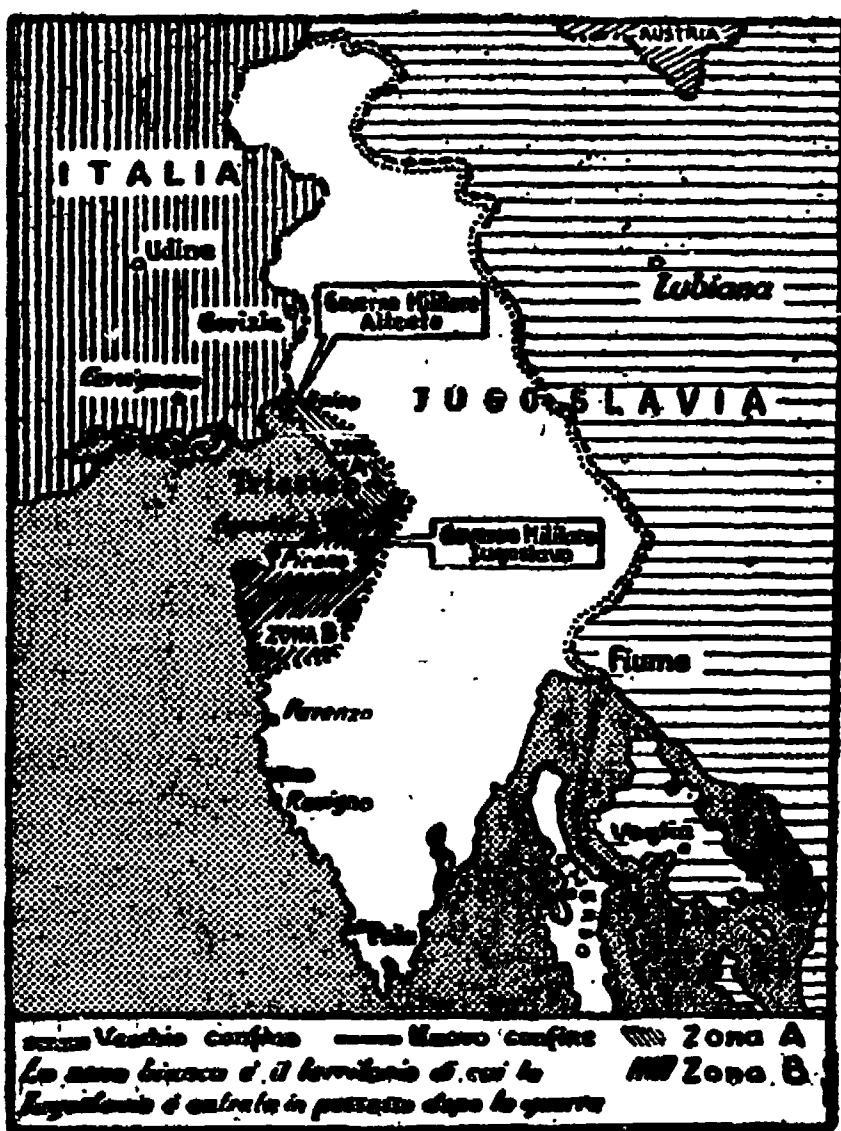 AUSTRIA
ITALIA
Udine
Lubiana
Gorizia
Governo Militare
Alleato
Cervignano
JUGOSLAVIA
Trieste
Governo Militare
Jugoslavo
Pirano
ZONA B
Fiume
Parenzo
Rovigno
Veglia
Pola
Vecchio confine
Nuovo confine
Zona A
La zona bianca è il territorio di cui la
Zona B
Jugoslavia è entrata in possesso dopo la guerra